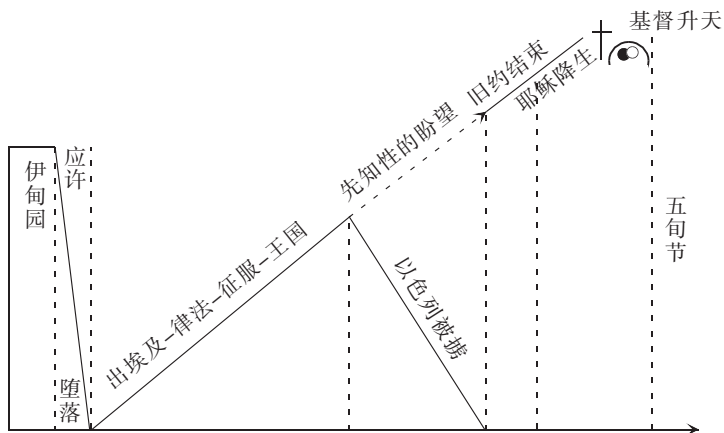 伊甸园
应许
堕落
出埃及-律法-征服-王国
先知性的盼望
以色列被掳
旧约结束
耶稣降生
基督升天
五旬节